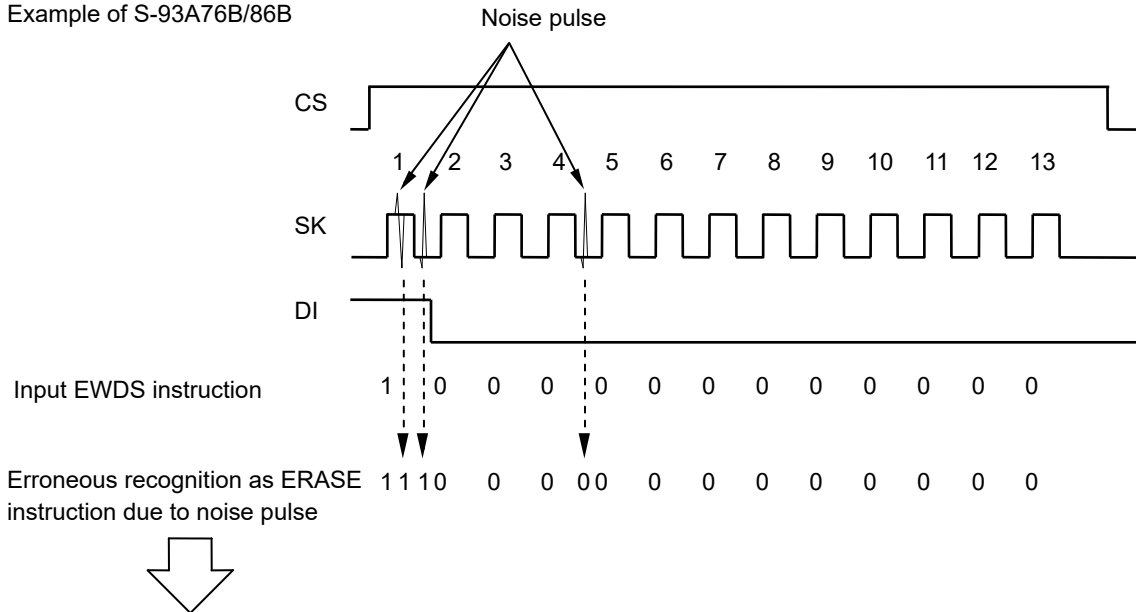 Example of S-93A76B/86B
Noise pulse
CS
1 2 3 4 5 6 7 8 9 10 11 12 13
SK
DI
Input EWDS instruction 1 0 0 0 0 0 0 0 0 0 0 0 0
Erroneous recognition as ERASE 1 1 1 0 0 0 0 0 0 0 0 0 0 0 0 0
instruction due to noise pulse